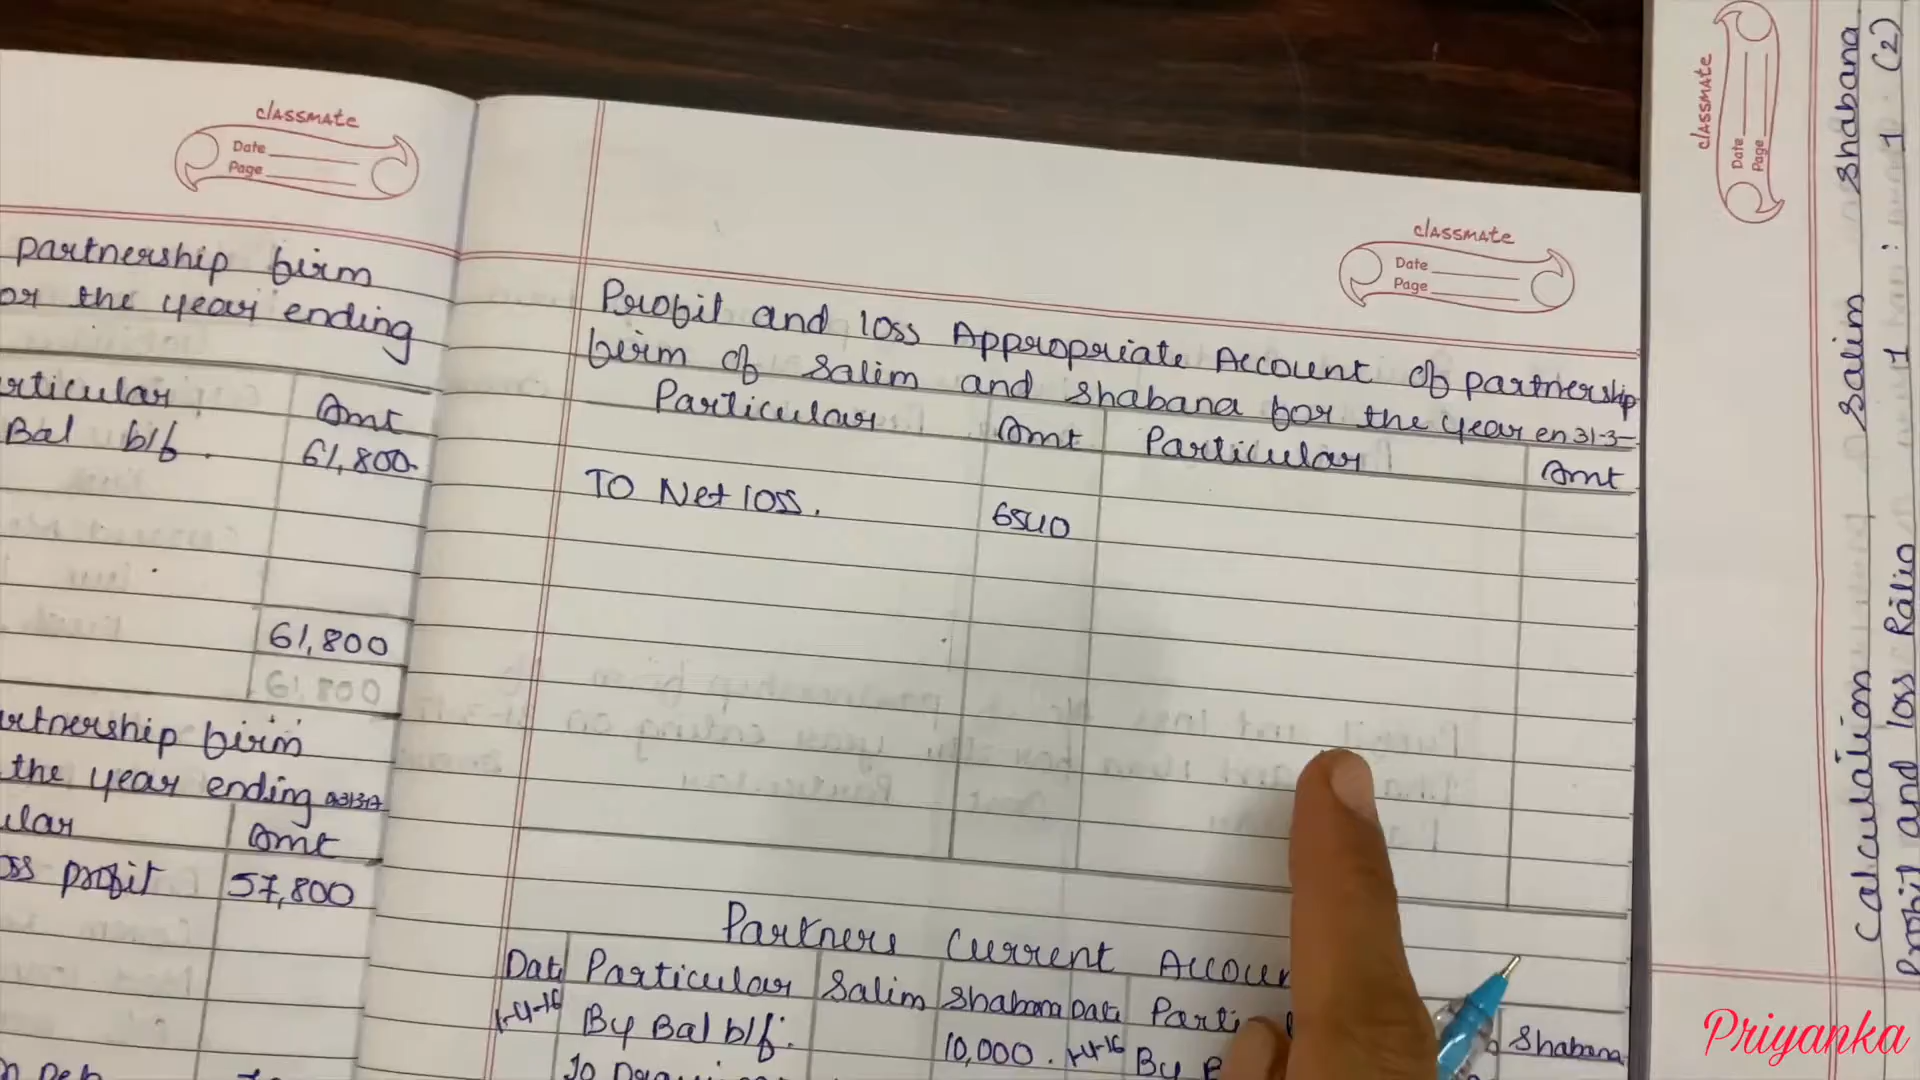 classmate
Date
Page
partnership firm
or the year ending
rticular Amt
Bal b/f. 61,800.
61,800
61,800
rtnership firm
the year ending
ular Amt
oss profit 57,800
classmate
Date
Page
Profit and loss Appropriate Account of partnership
firm of Salim and Shabana for the year en 31-3-
Particular Amt Particular Amt
To Net loss. 6540
Partners Current Accoun
Date Particular Salim Shabana Date Parti
1-4-16 By Bal b/f. 10,000. 1-4-16 By B
Shabana
classmate
Date
Page
Calculation Salim Shabana
Profit and loss Ratio 1 : 1 (2)
Priyanka